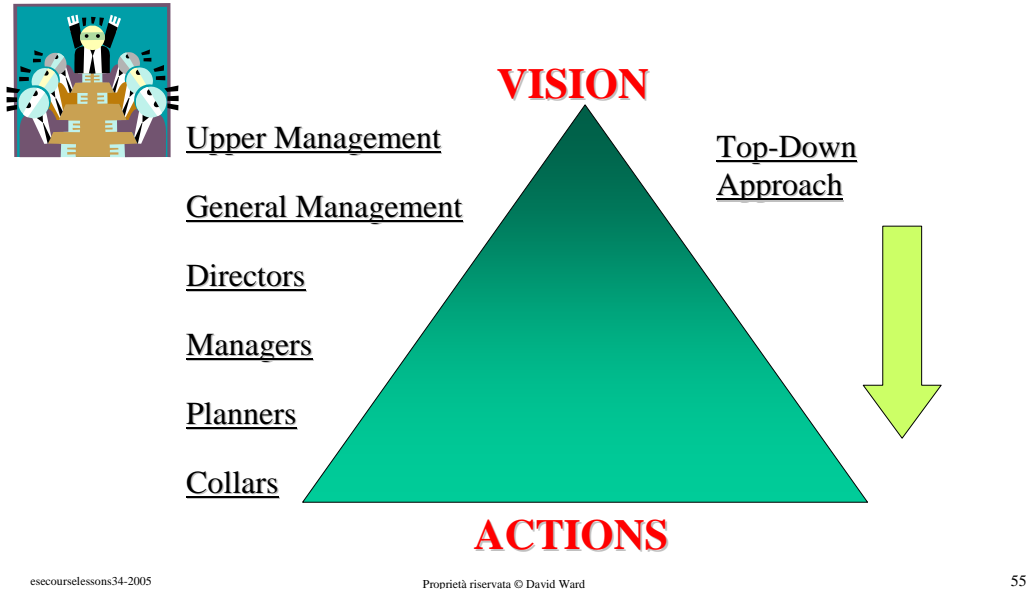 VISION
Upper Management
Top-Down
Approach
General Management
Directors
Managers
Planners
Collars
ACTIONS
esecourselessons34-2005
Proprietà riservata © David Ward
55